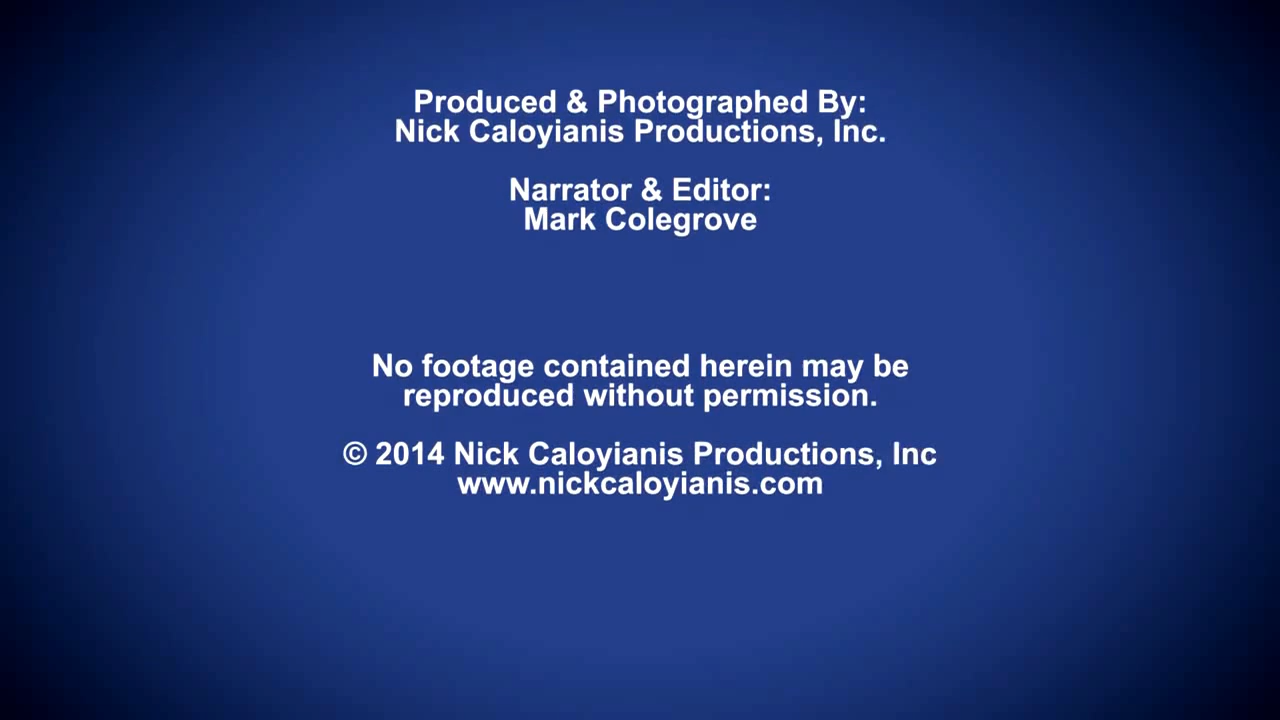 Produced & Photographed By:
Nick Caloyianis Productions, Inc.
Narrator & Editor:
Mark Colegrove
No footage contained herein may be
reproduced without permission.
© 2014 Nick Caloyianis Productions, Inc
www.nickcaloyianis.com